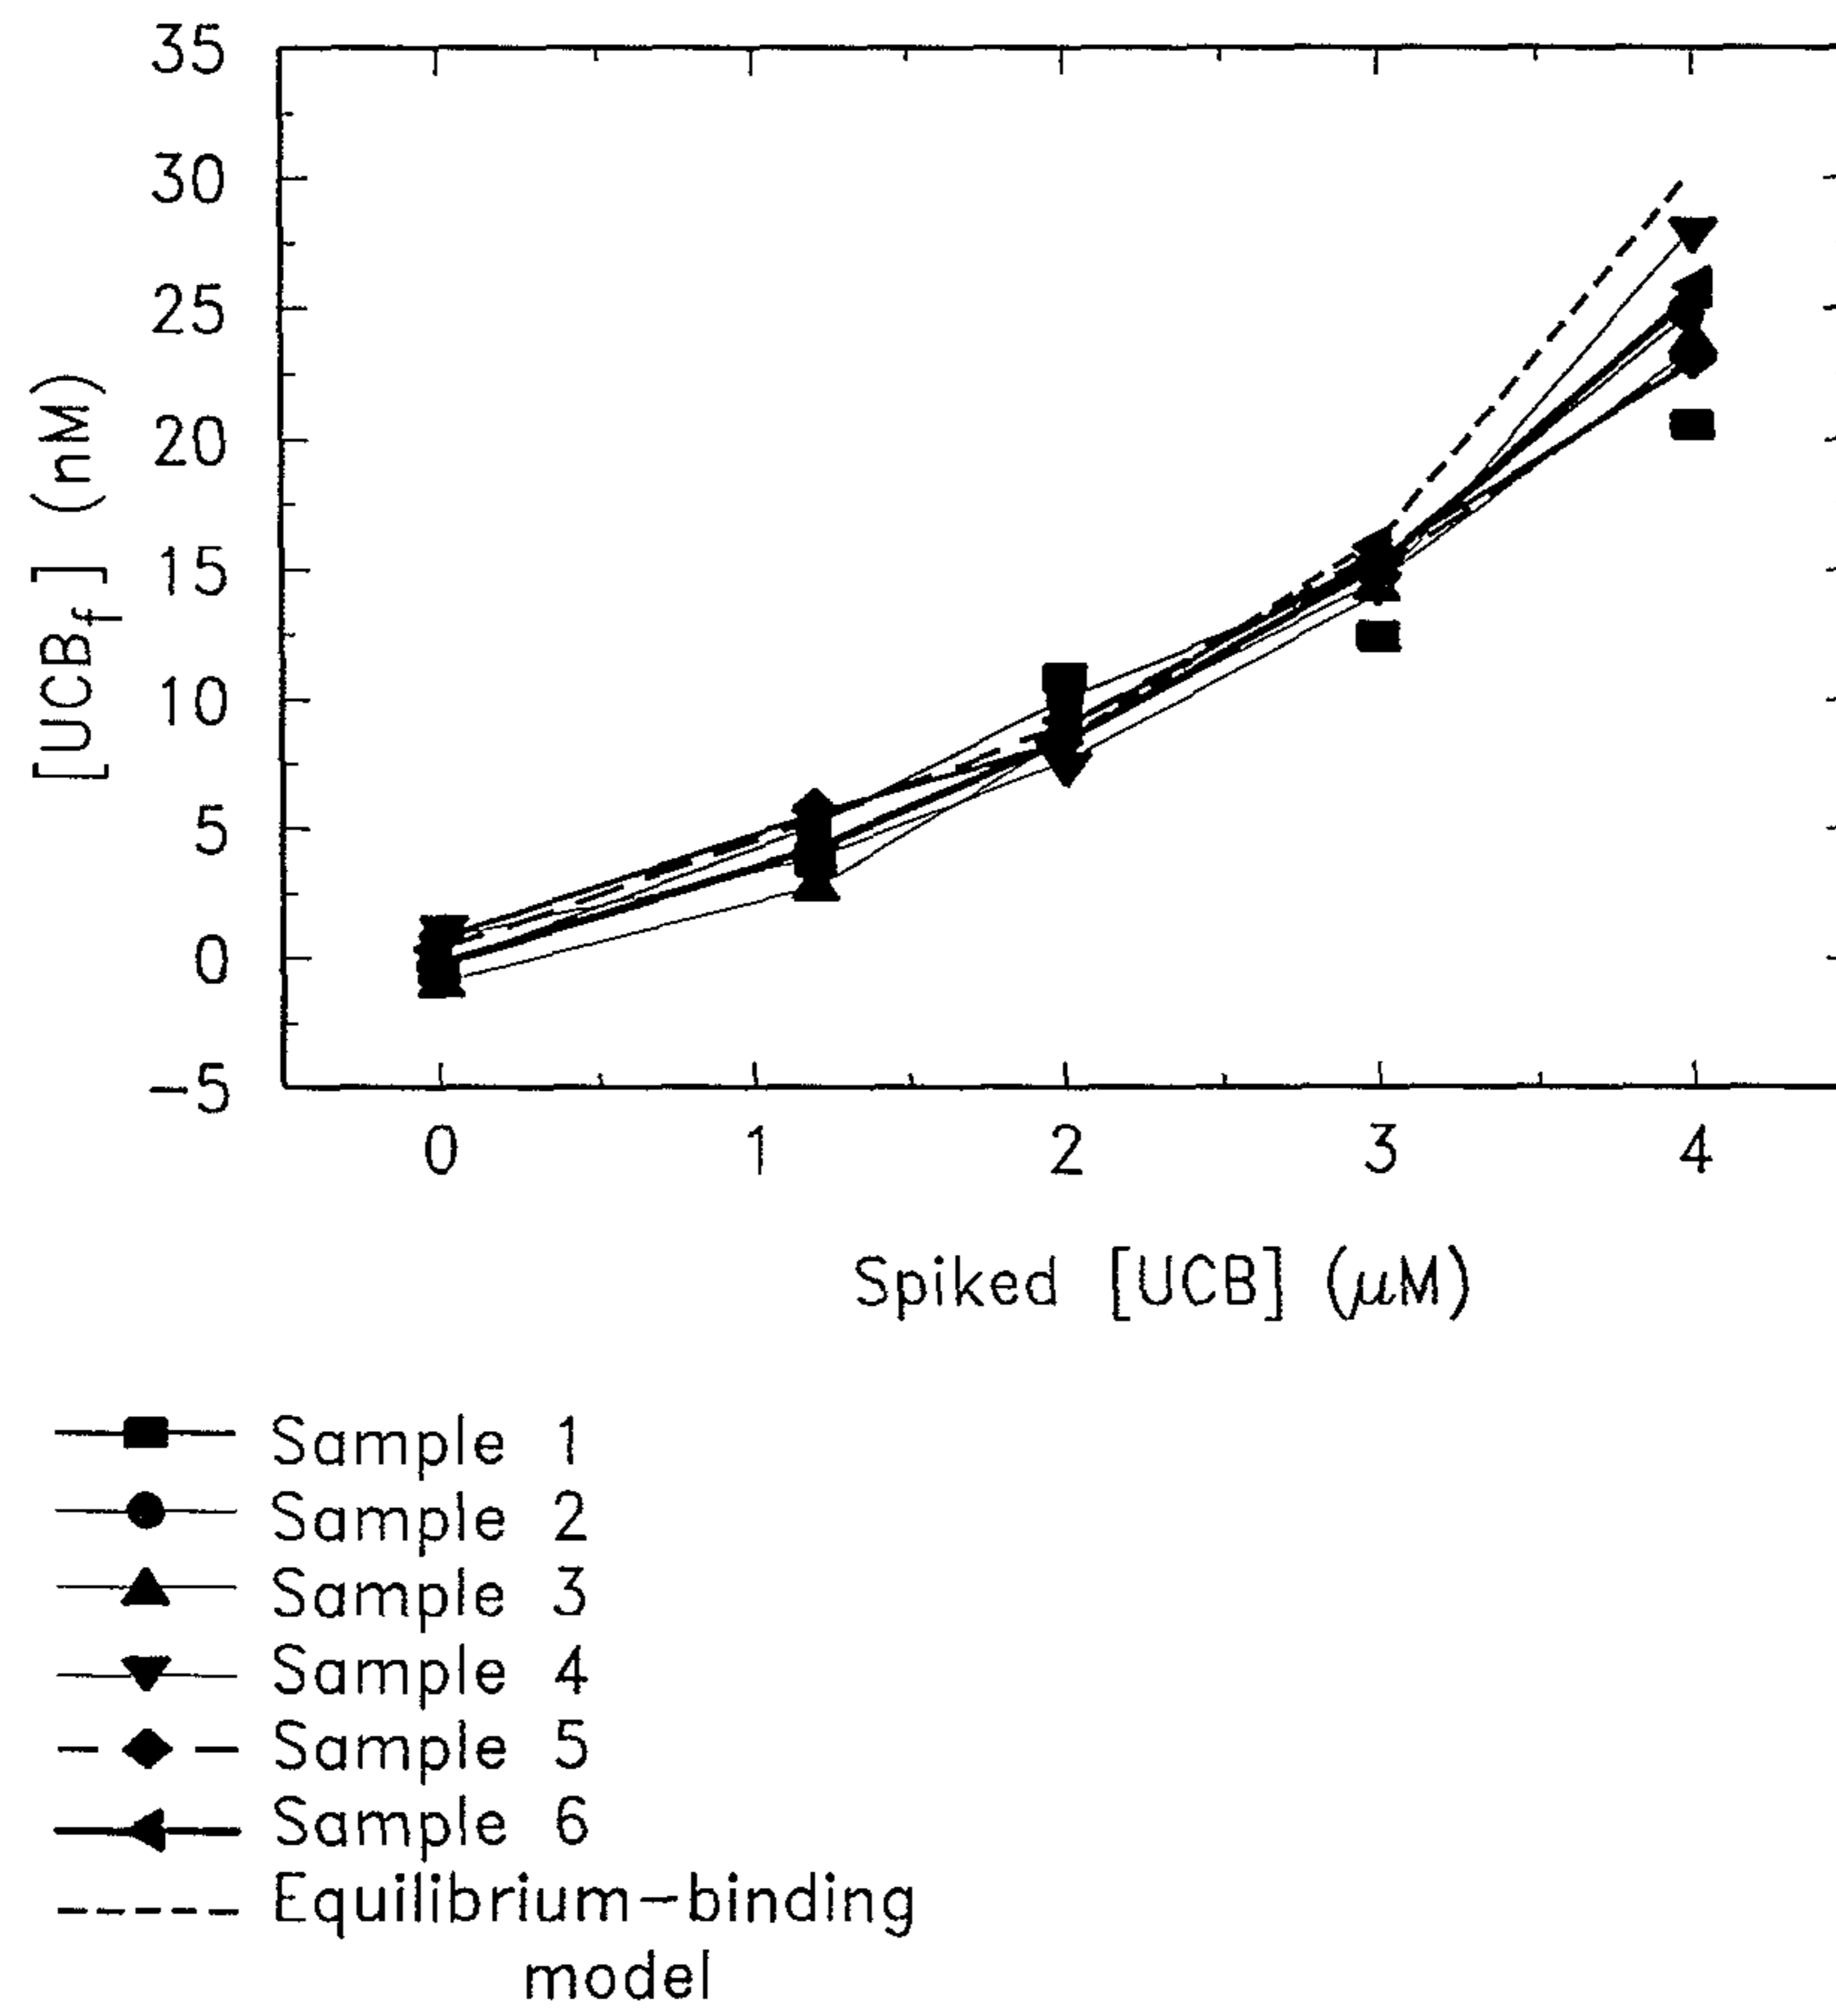 35
30
25
20
15
10
5
0
-5
[UCBf] (nM)
0 1 2 3 4
Spiked [UCB] (μM)
Sample 1
Sample 2
Sample 3
Sample 4
Sample 5
Sample 6
Equilibrium-binding
model